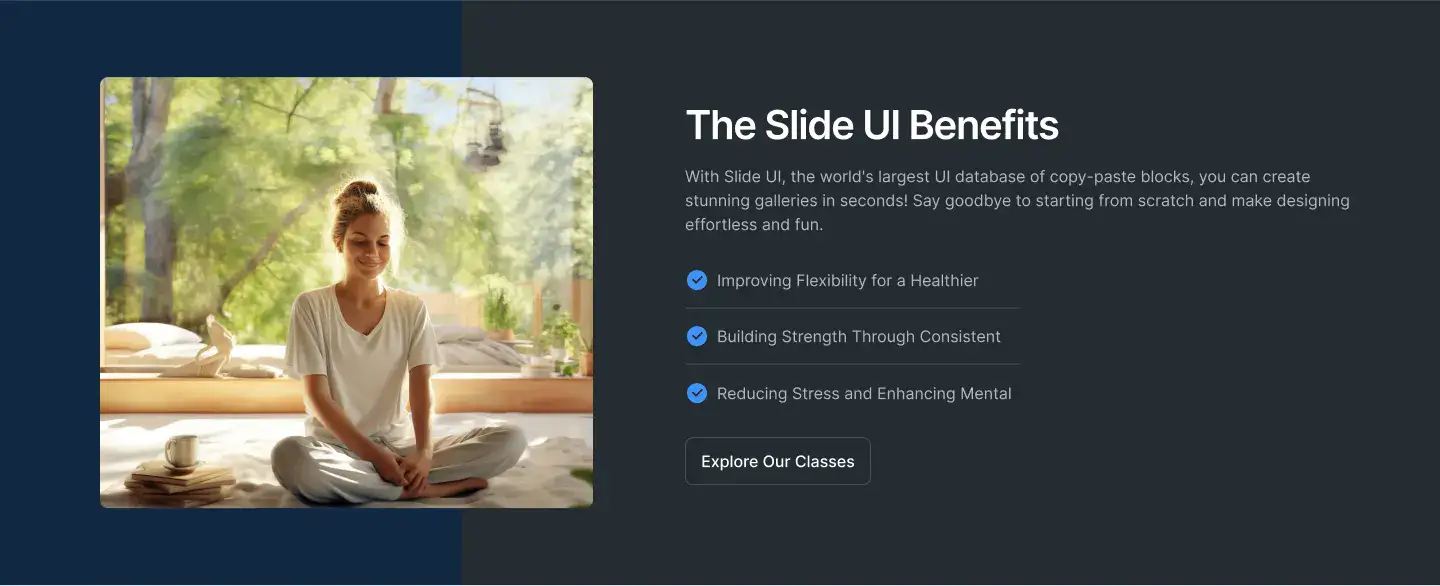 The Slide UI Benefits
With Slide UI, the world's largest UI database of copy-paste blocks, you can create
stunning galleries in seconds! Say goodbye to starting from scratch and make designing
effortless and fun.
Improving Flexibility for a Healthier
Building Strength Through Consistent
Reducing Stress and Enhancing Mental
Explore Our Classes